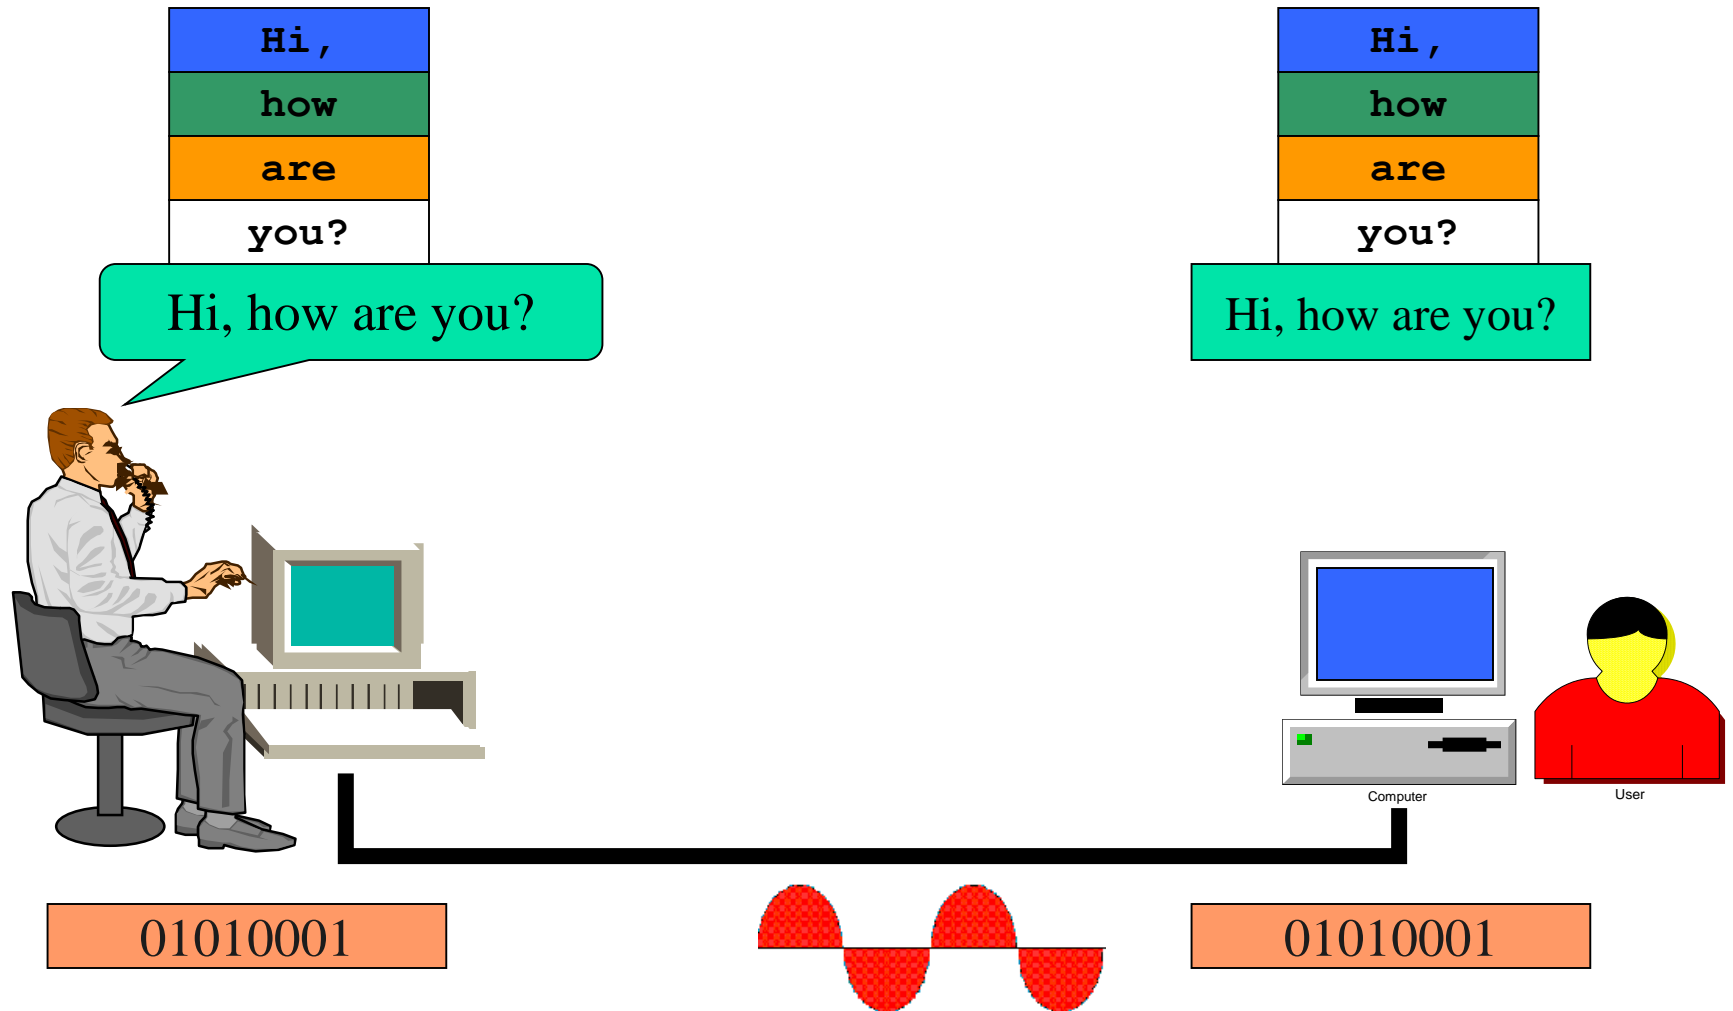 Hi,
how
are
you?
Hi, how are you?
Hi,
how
are
you?
Hi, how are you?
Computer
User
01010001
01010001